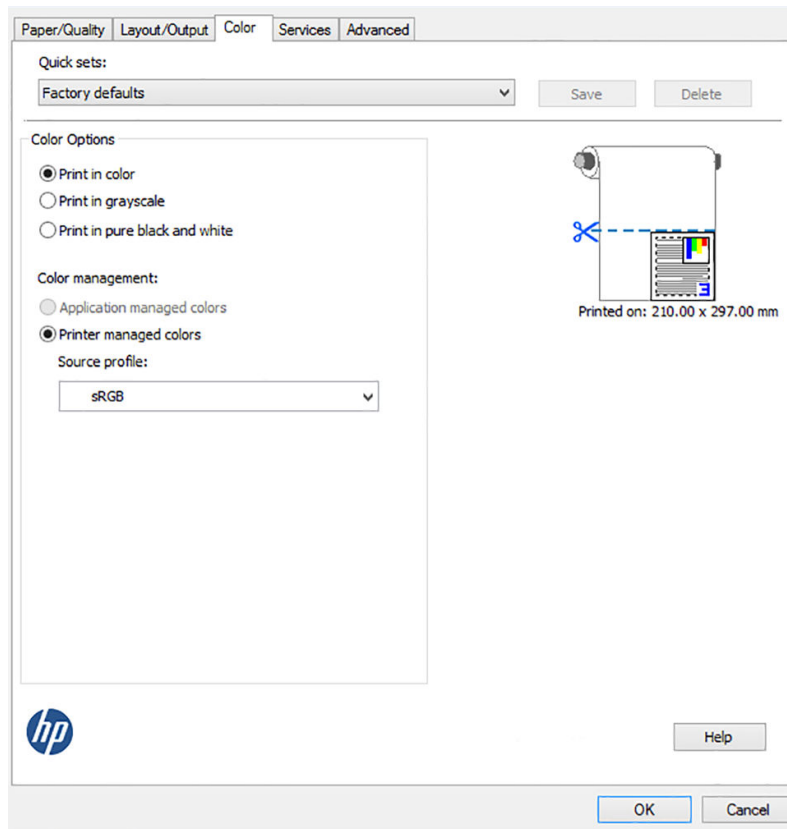 Paper/Quality Layout/Output Color Services Advanced
Quick sets:
Factory defaults Save Delete
Color Options
Print in color
Print in grayscale
Print in pure black and white
Color management:
Application managed colors
Printer managed colors
Source profile:
sRGB
Printed on: 210.00 x 297.00 mm
hp
Help
OK Cancel